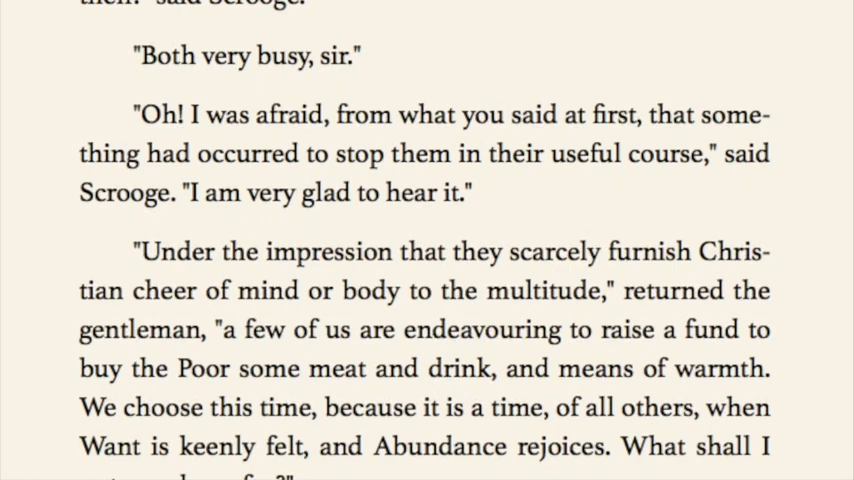 said Scrooge.
"Both very busy, sir."
"Oh! I was afraid, from what you said at first, that some-
thing had occurred to stop them in their useful course," said
Scrooge. "I am very glad to hear it."
"Under the impression that they scarcely furnish Chris-
tian cheer of mind or body to the multitude," returned the
gentleman, "a few of us are endeavouring to raise a fund to
buy the Poor some meat and drink, and means of warmth.
We choose this time, because it is a time, of all others, when
Want is keenly felt, and Abundance rejoices. What shall I